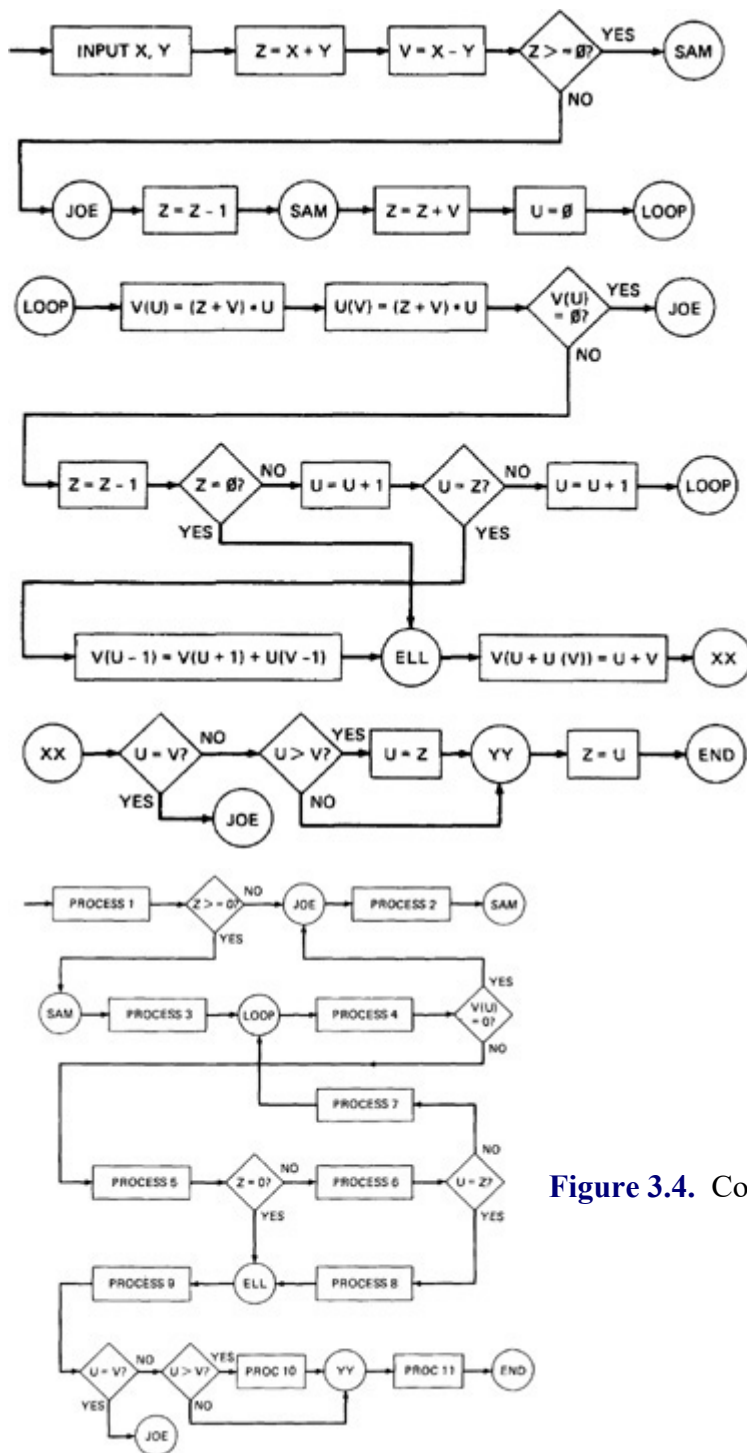 INPUT X, Y Z = X + Y V = X - Y Z > = Ø? YES SAM
NO
JOE Z = Z - 1 SAM Z = Z + V U = Ø LOOP
LOOP V(U) = (Z + V) * U U(V) = (Z + V) * U V(U) = Ø? YES JOE
NO
Z = Z - 1 Z = Ø? NO U = U + 1 U = Z? NO U = U + 1 LOOP
YES YES
V(U - 1) = V(U + 1) + U(V - 1) ELL V(U + U (V)) = U + V XX
XX U = V? NO U > V? YES U = Z YY Z = U END
YES JOE NO
PROCESS 1 Z > = 0? NO JOE PROCESS 2 SAM
YES
YES
SAM PROCESS 3 LOOP PROCESS 4 V(U) = 0?
NO
PROCESS 7
NO
PROCESS 5 Z = 0? NO PROCESS 6 U = Z?
YES YES
PROCESS 9 ELL PROCESS 8
U = V? NO U > V? YES PROC 10 YY PROC 11 END
YES NO
JOE
Figure 3.4. Co